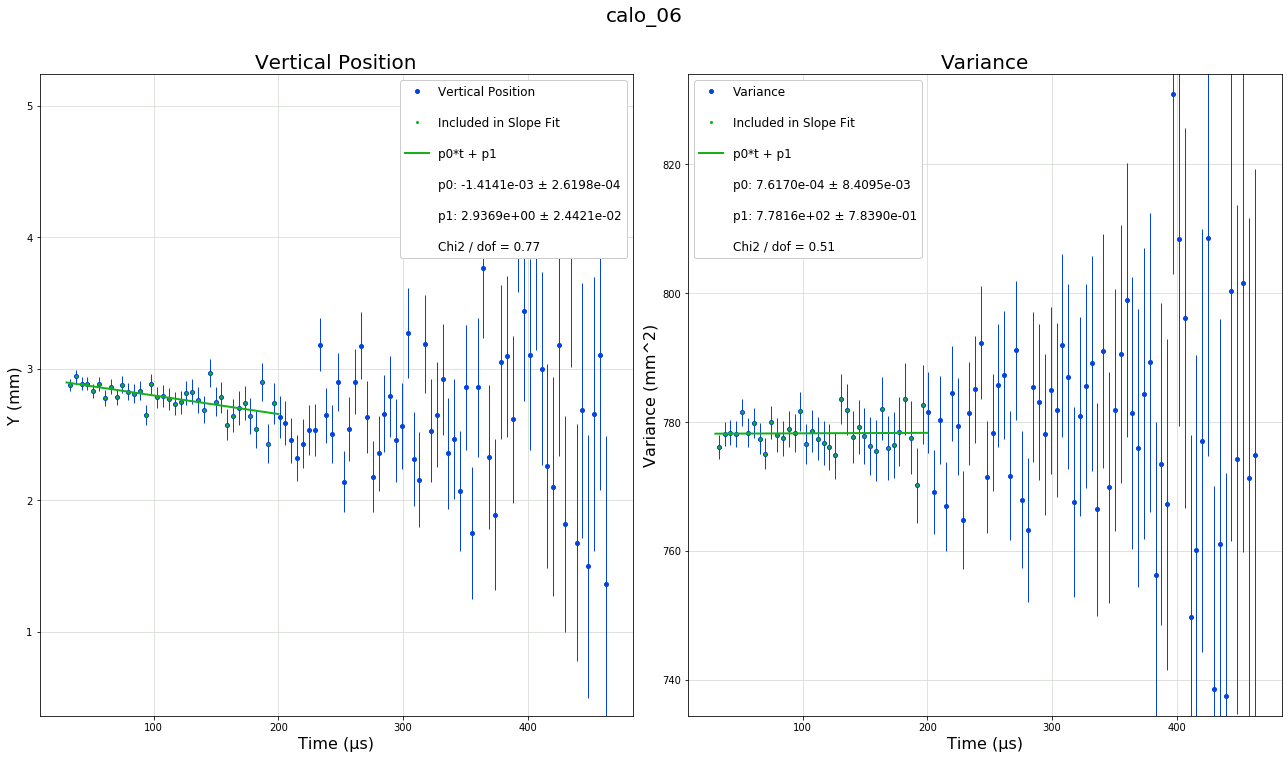 calo_06
Vertical Position
Vertical Position
Included in Slope Fit
p0*t + p1
p0: -1.4141e-03 ± 2.6198e-04
p1: 2.9369e+00 ± 2.4421e-02
Chi2 / dof = 0.77
5
4
3
2
1
Y (mm)
100
200
300
400
Time (μs)
Variance
Variance
Included in Slope Fit
p0*t + p1
p0: 7.6170e-04 ± 8.4095e-03
p1: 7.7816e+02 ± 7.8390e-01
Chi2 / dof = 0.51
820
800
780
760
740
Variance (mm^2)
100
200
300
400
Time (μs)